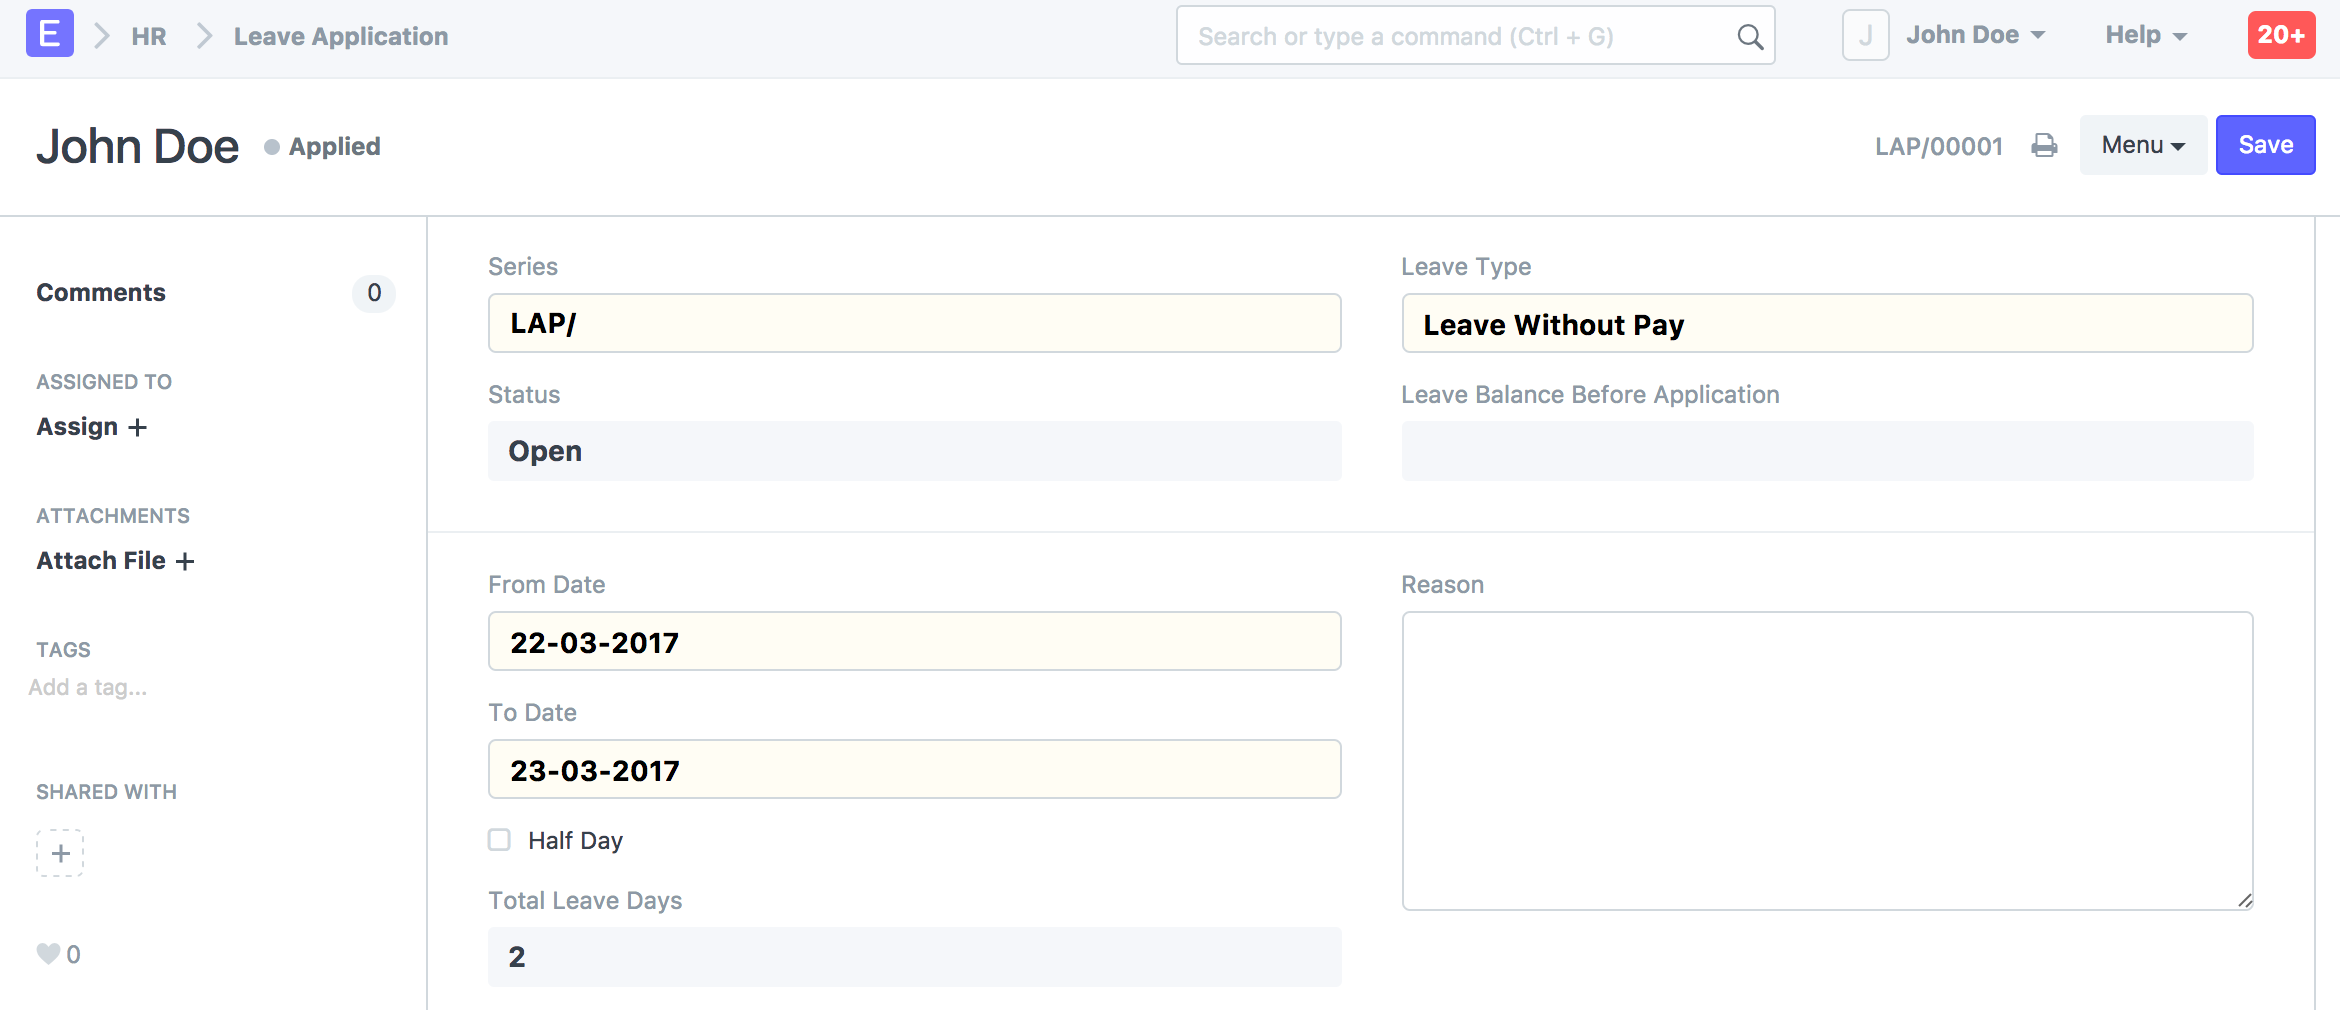 E HR Leave Application Search or type a command (Ctrl + G) J John Doe Help 20+
John Doe Applied LAP/00001 Menu Save
Comments 0
ASSIGNED TO
Assign +
ATTACHMENTS
Attach File +
TAGS
Add a tag...
SHARED WITH
+
0
Series
LAP/
Status
Open
Leave Type
Leave Without Pay
Leave Balance Before Application
From Date
22-03-2017
To Date
23-03-2017
Half Day
Total Leave Days
2
Reason